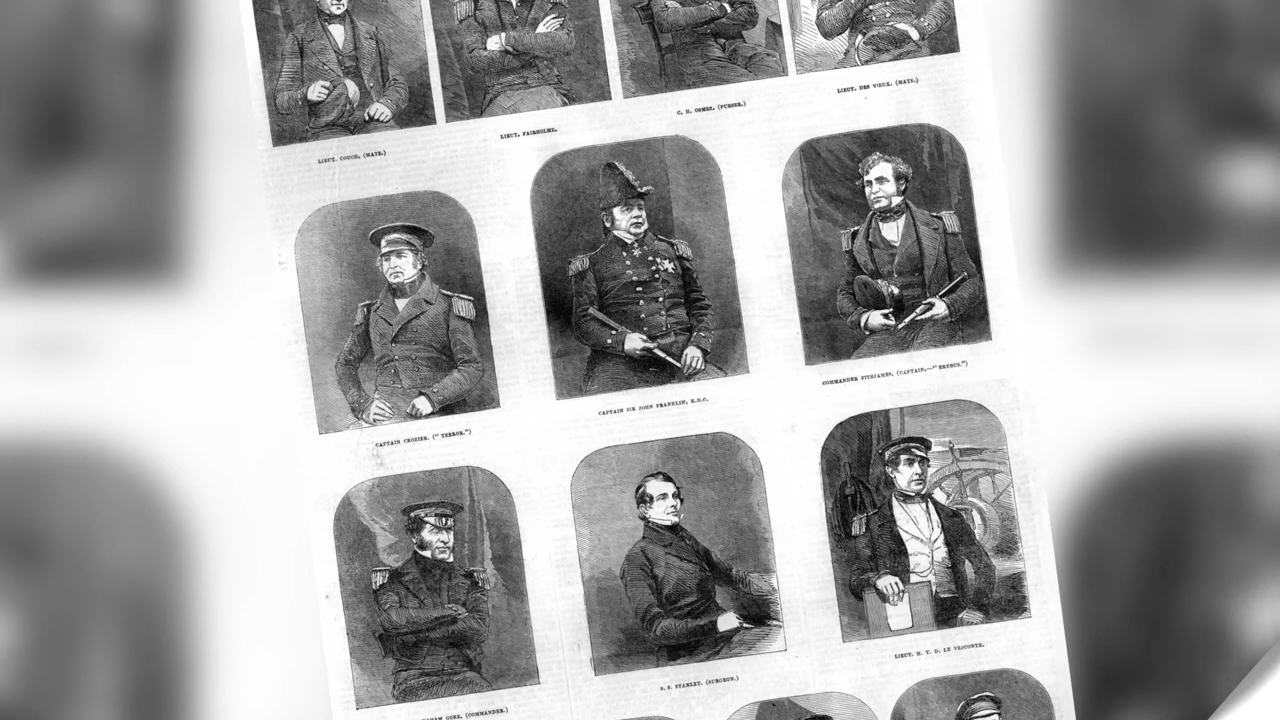 LIEUT. COUCH, (MATE.)
LIEUT. FAIRHOLME.
C. H. OSMER, (PURSER.)
LIEUT. DES VŒUX. (MATE.)
CAPTAIN CROZIER. ("TERROR.")
CAPTAIN SIR JOHN FRANKLIN, K.H.C.
COMMANDER FITZJAMES. (CAPTAIN,—"EREBUS.")
GORE, (COMMANDER.)
S. S. STANLEY. (SURGEON.)
LIEUT. H. T. D. LE VESCONTE.